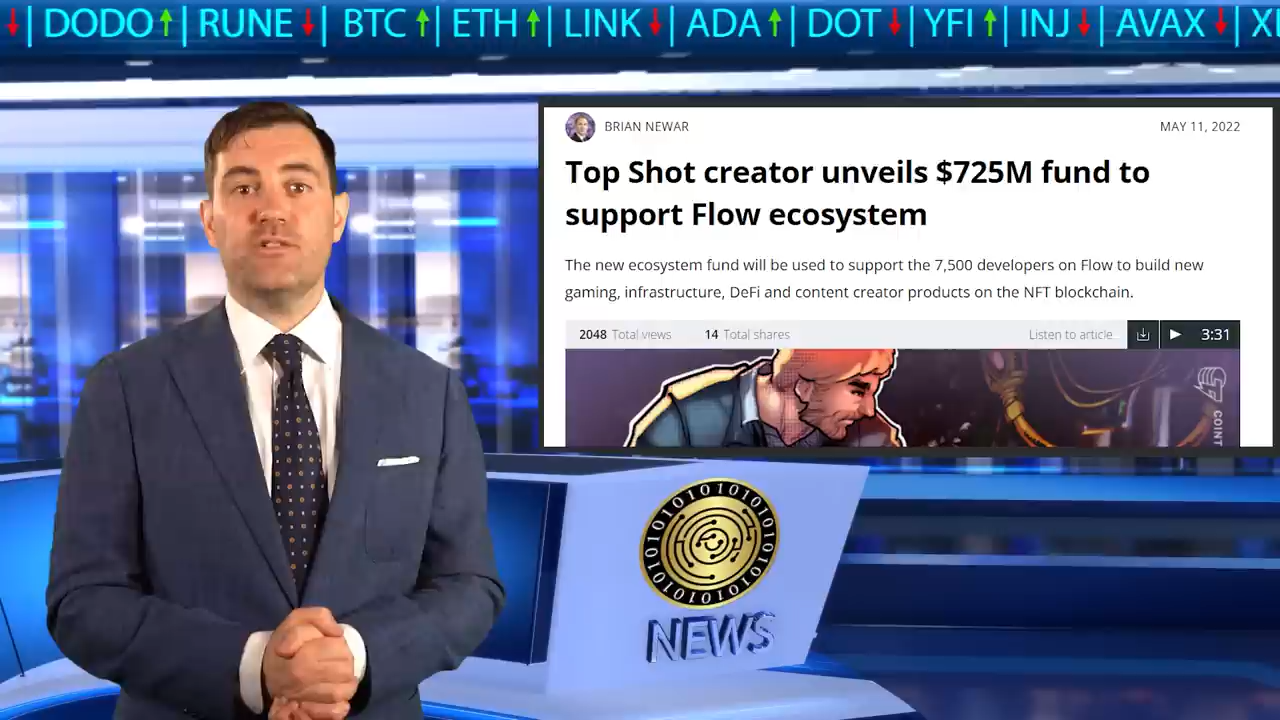 DODO | RUNE | BTC | ETH | LINK | ADA | DOT | YFI | INJ | AVAX |
BRIAN NEWAR
MAY 11, 2022
Top Shot creator unveils $725M fund to
support Flow ecosystem
The new ecosystem fund will be used to support the 7,500 developers on Flow to build new
gaming, infrastructure, DeFi and content creator products on the NFT blockchain.
2048 Total views 14 Total shares Listen to article 3:31
COINT
NEWS